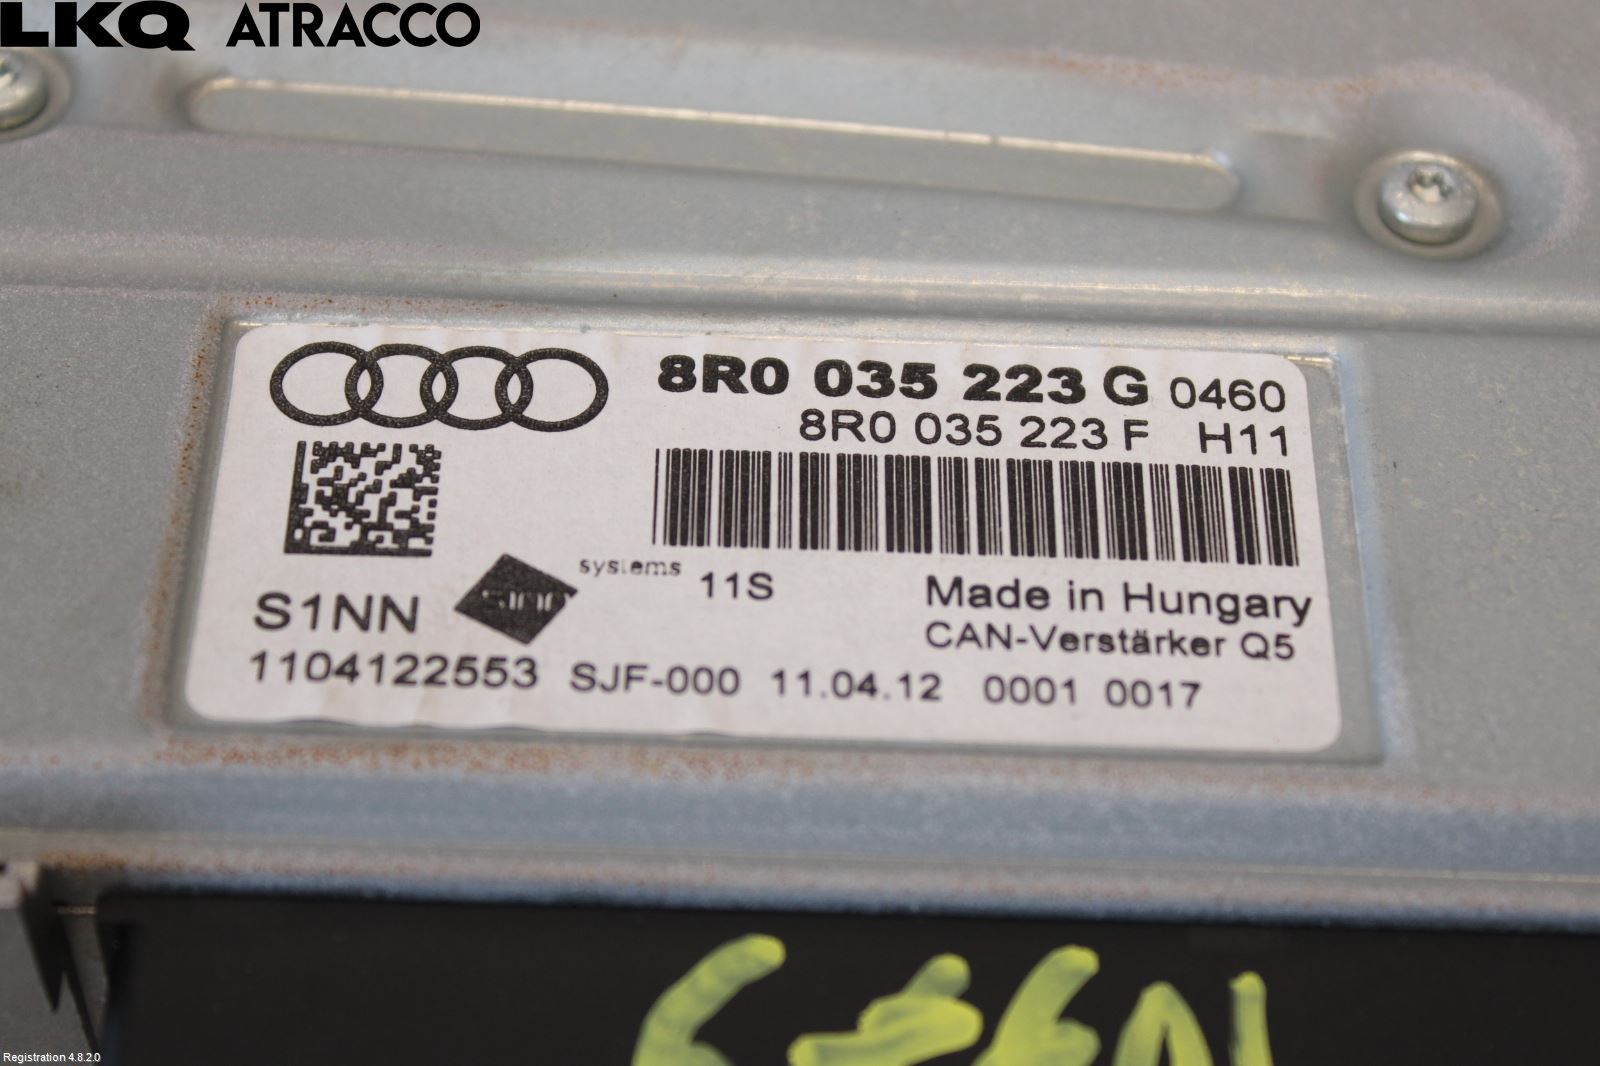 LKQ ATRACCO
8R0 035 223 G 0460
8R0 035 223 F H11
systems 11S
S1NN
Made in Hungary
CAN-Verstärker Q5
1104122553 SJF-000 11.04.12 0001 0017
Registration 4.8.2.0